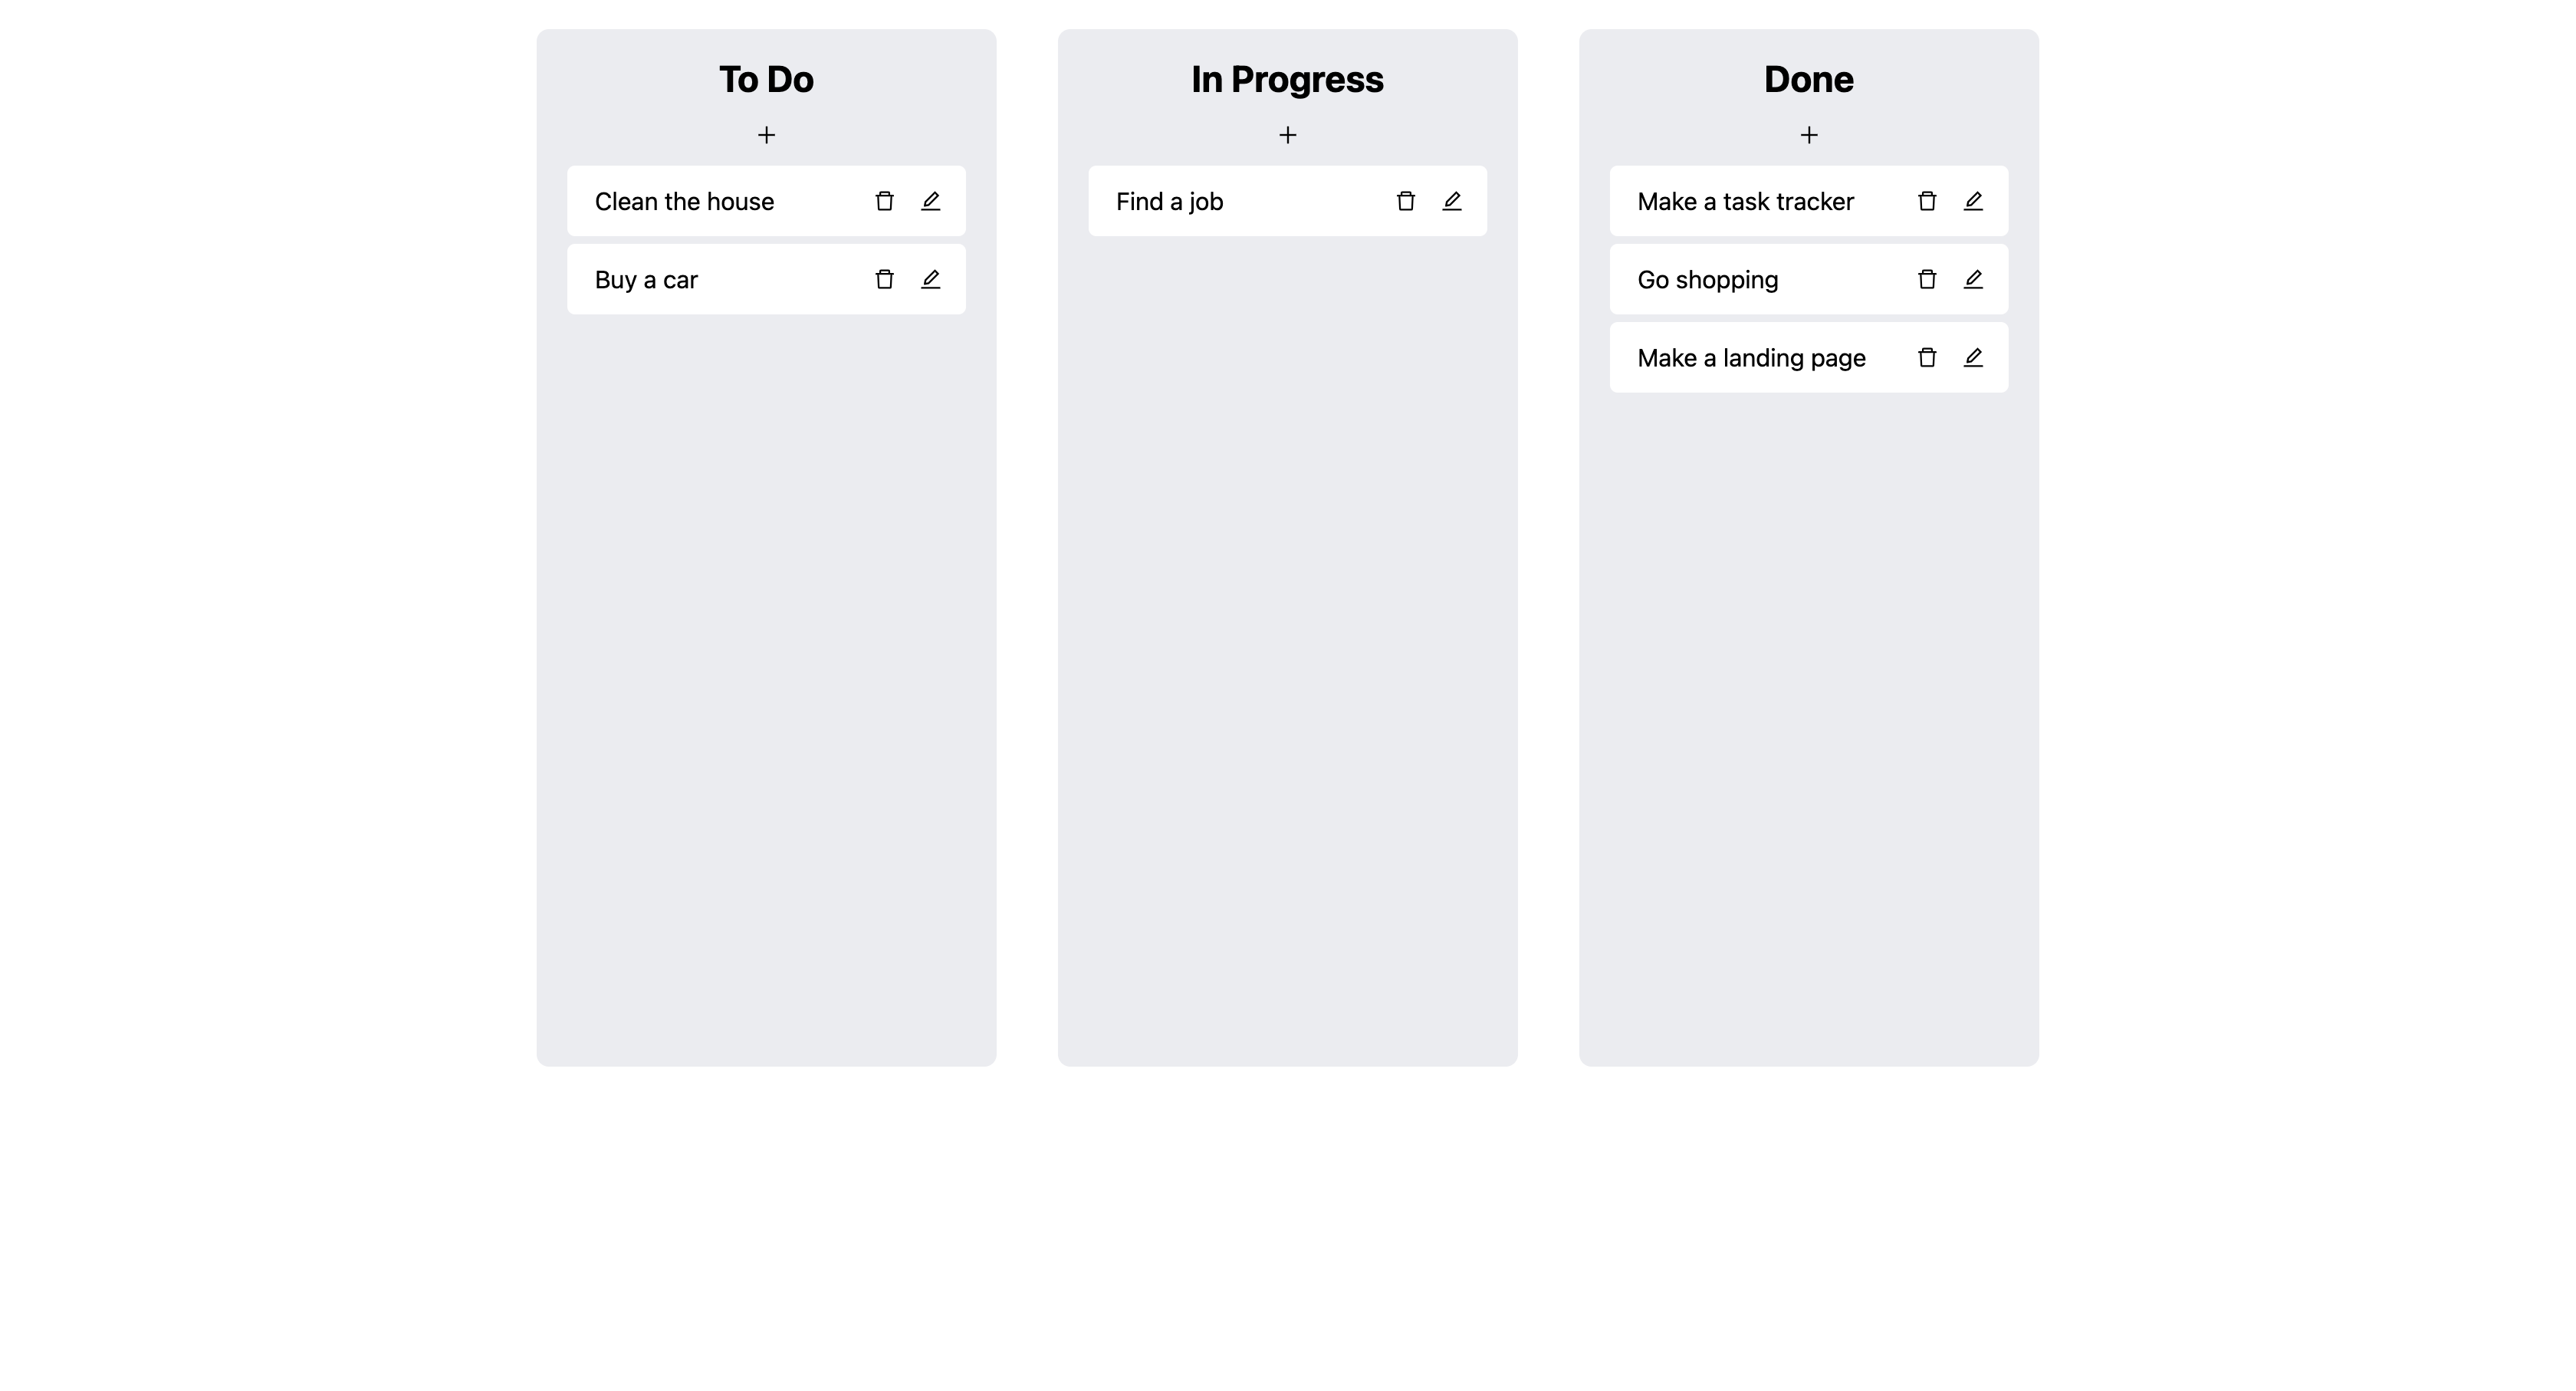 To Do
Clean the house
Buy a car
In Progress
Find a job
Done
Make a task tracker
Go shopping
Make a landing page